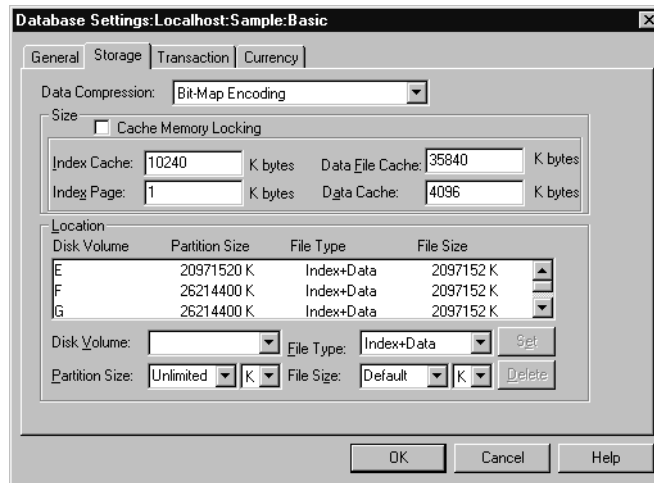 Database Settings:Localhost:Sample:Basic
General Storage Transaction Currency
Data Compression: Bit-Map Encoding
Size
Cache Memory Locking
Index Cache: 10240 K bytes Data File Cache: 35840 K bytes
Index Page: 1 K bytes Data Cache: 4096 K bytes
Location
Disk Volume Partition Size File Type File Size
E 20971520 K Index+Data 2097152 K
F 26214400 K Index+Data 2097152 K
G 26214400 K Index+Data 2097152 K
Disk Volume: File Type: Index+Data Set
Partition Size: Unlimited K File Size: Default K Delete
OK Cancel Help